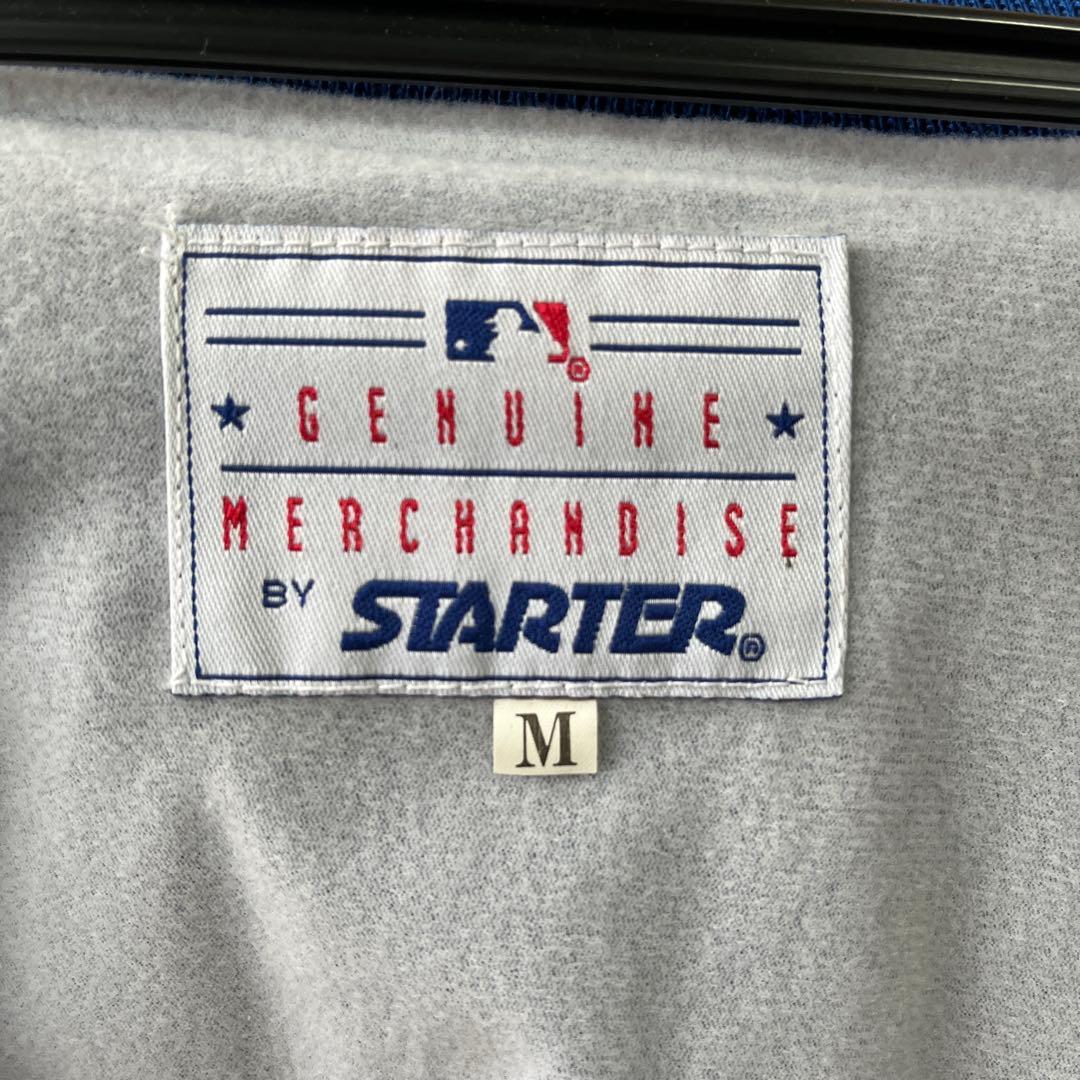 ®
★ GENUINE ★
MERCHANDISE
BY STARTER®
M